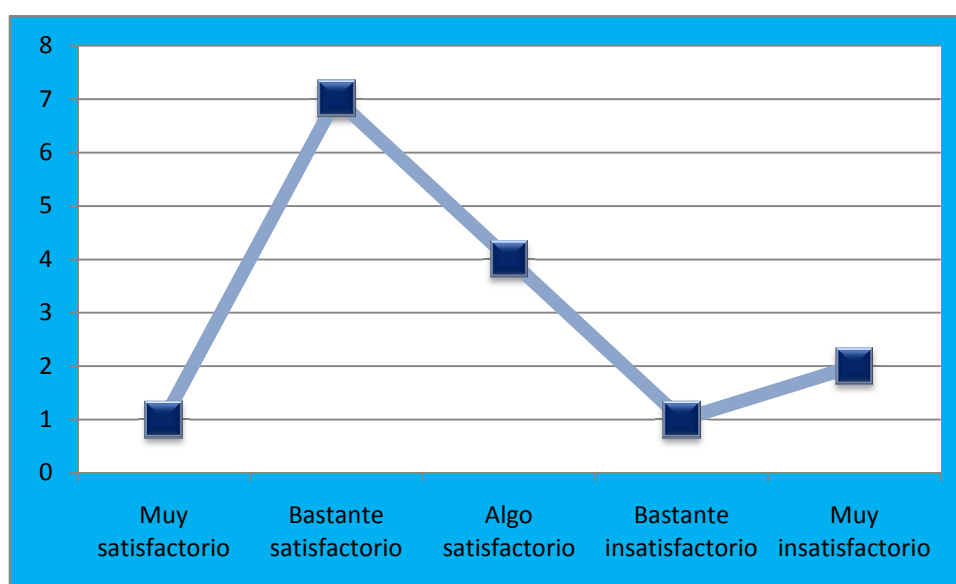 8
7
6
5
4
3
2
1
0
Muy satisfactorio
Bastante satisfactorio
Algo satisfactorio
Bastante insatisfactorio
Muy insatisfactorio